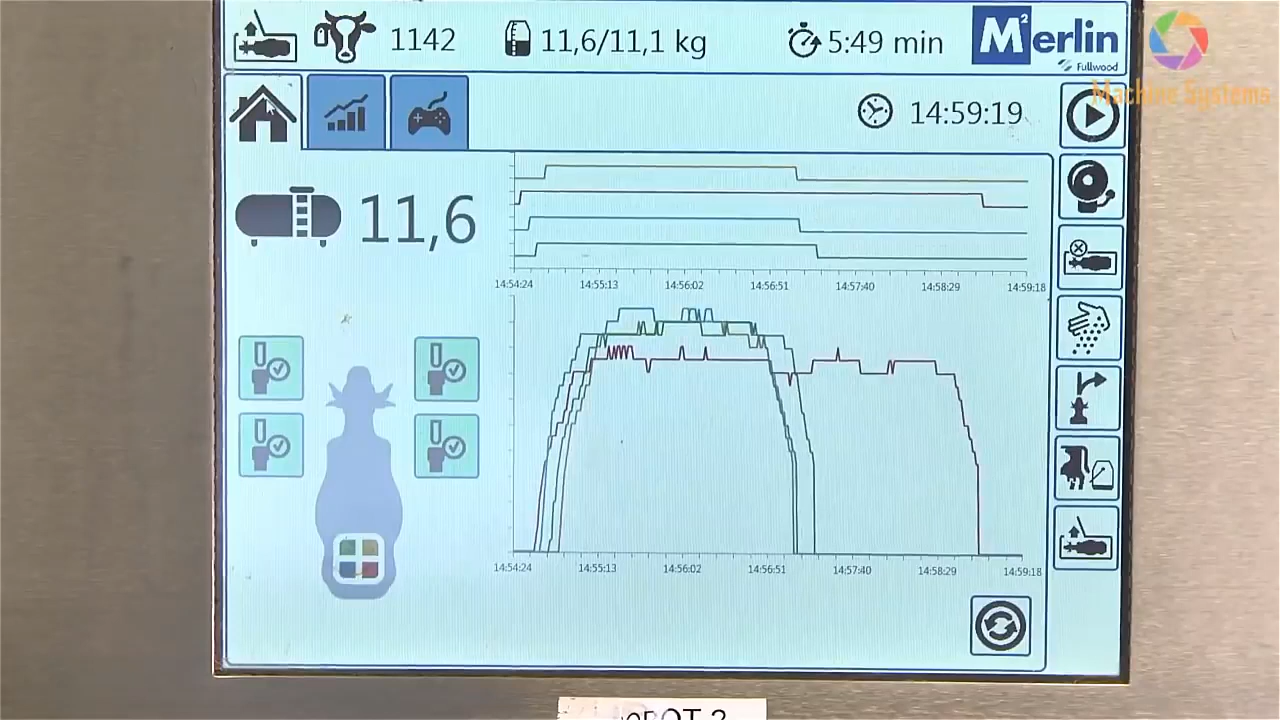 1142
11,6/11,1 kg
5:49 min
M²erlin
Fullwood
Machine Systems
14:59:19
11,6
14:54:24 14:55:13 14:56:02 14:56:51 14:57:40 14:58:29 14:59:18
14:54:24 14:55:13 14:56:02 14:56:51 14:57:40 14:58:29 14:59:18